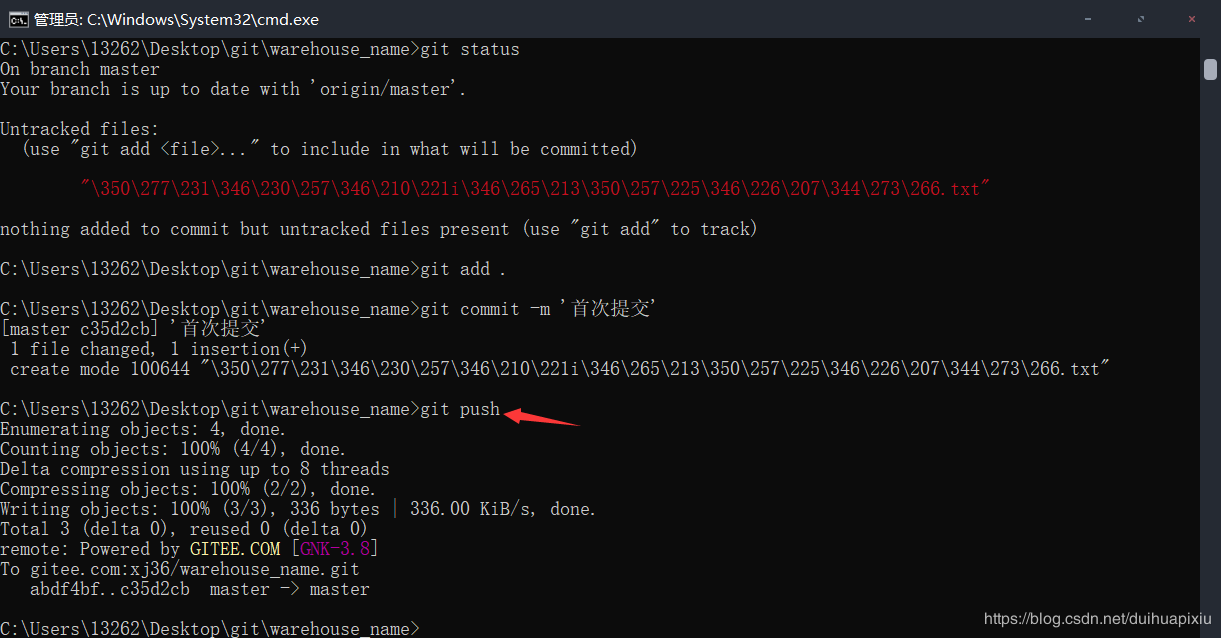 管理员: C:\Windows\System32\cmd.exe
C:\Users\13262\Desktop\git\warehouse_name>git status
On branch master
Your branch is up to date with 'origin/master'.
Untracked files:
  (use "git add <file>..." to include in what will be committed)
        "\350\277\231\346\230\257\346\210\221i\346\265\213\350\257\225\346\226\207\344\273\266.txt"
nothing added to commit but untracked files present (use "git add" to track)
C:\Users\13262\Desktop\git\warehouse_name>git add .
C:\Users\13262\Desktop\git\warehouse_name>git commit -m '首次提交'
[master c35d2cb] '首次提交'
 1 file changed, 1 insertion(+)
 create mode 100644 "\350\277\231\346\230\257\346\210\221i\346\265\213\350\257\225\346\226\207\344\273\266.txt"
C:\Users\13262\Desktop\git\warehouse_name>git push
Enumerating objects: 4, done.
Counting objects: 100% (4/4), done.
Delta compression using up to 8 threads
Compressing objects: 100% (2/2), done.
Writing objects: 100% (3/3), 336 bytes | 336.00 KiB/s, done.
Total 3 (delta 0), reused 0 (delta 0)
remote: Powered by GITEE.COM [GNK-3.8]
To gitee.com:xj36/warehouse_name.git
   abdf4bf..c35d2cb  master -> master
C:\Users\13262\Desktop\git\warehouse_name>
https://blog.csdn.net/duihuapixiu